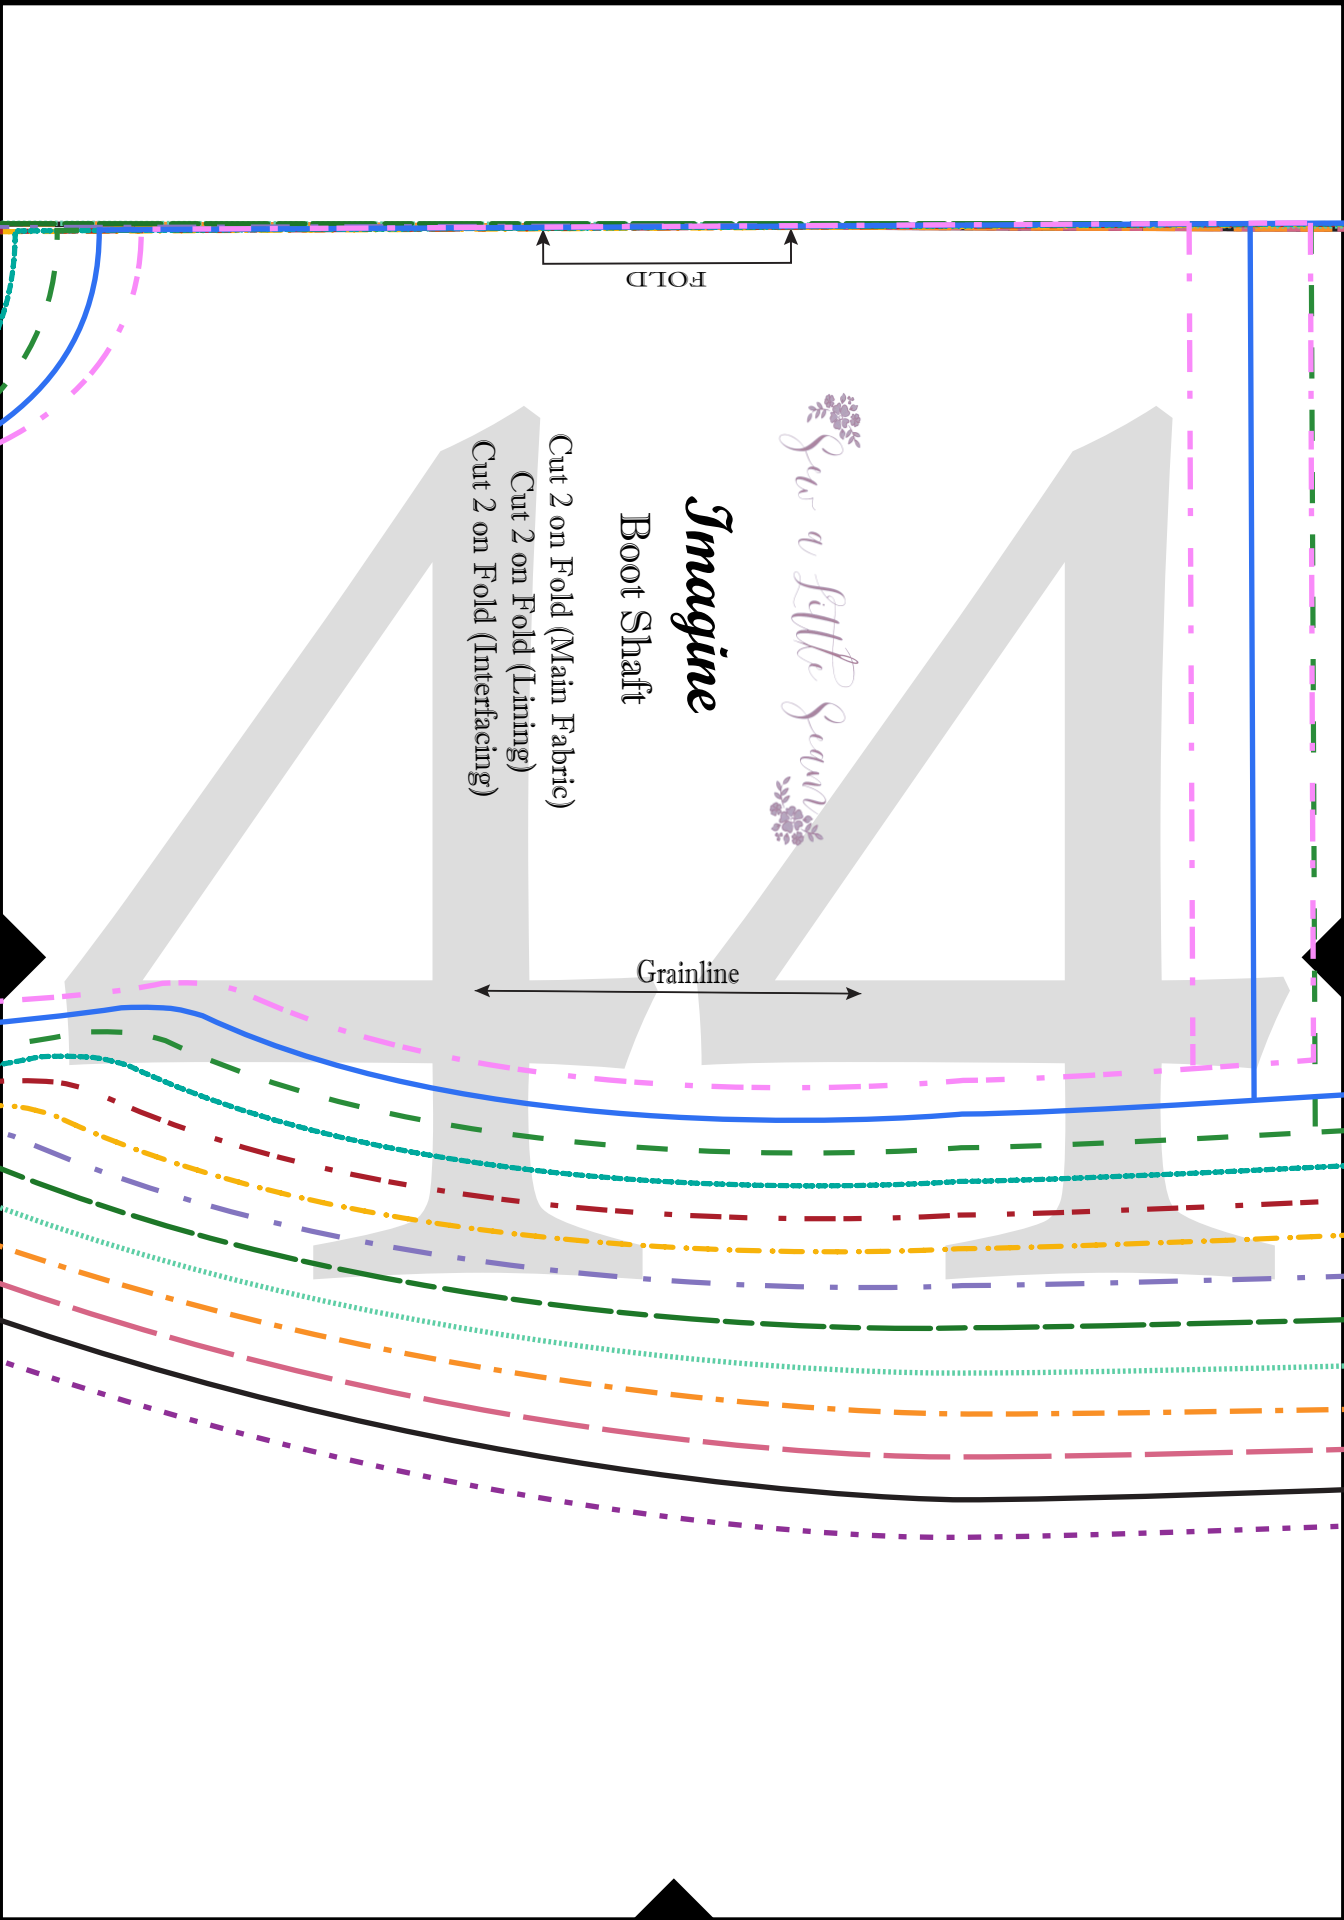 FOLD
Sew a Little Seam
Imagine
Boot Shaft
Cut 2 on Fold (Main Fabric)
Cut 2 on Fold (Lining)
Cut 2 on Fold (Interfacing)
Grainline
44